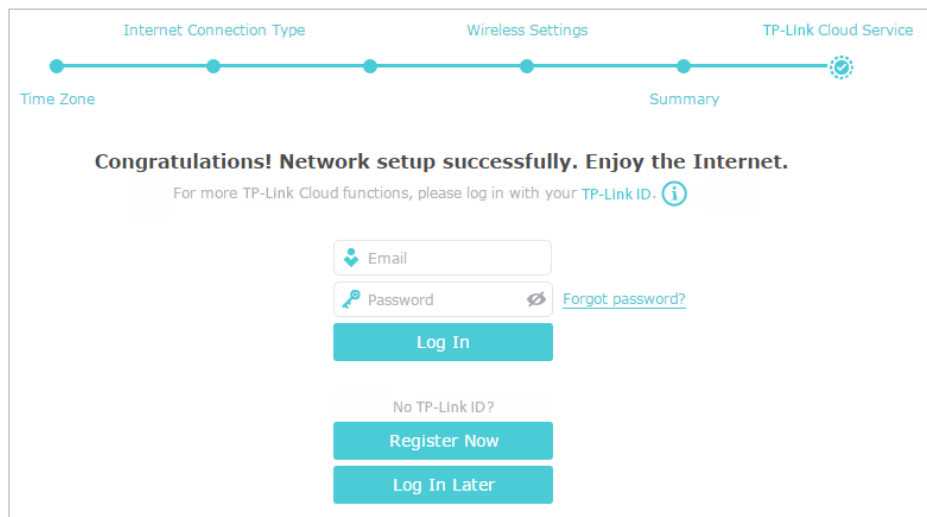 Internet Connection Type Wireless Settings TP-Link Cloud Service
Time Zone Summary
Congratulations! Network setup successfully. Enjoy the Internet.
For more TP-Link Cloud functions, please log in with your TP-Link ID.
Email
Password Forgot password?
Log In
No TP-Link ID?
Register Now
Log In Later